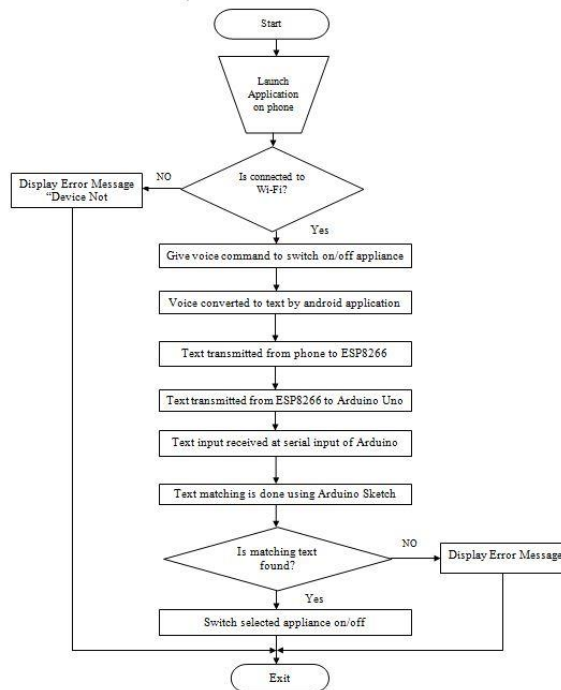 Start
Launch
Application
on phone
Is connected to
Wi-Fi?
NO
Display Error Message
“Device Not
Yes
Give voice command to switch on/off appliance
Voice converted to text by android application
Text transmitted from phone to ESP8266
Text transmitted from ESP8266 to Arduino Uno
Text input received at serial input of Arduino
Text matching is done using Arduino Sketch
Is matching text
found?
NO
Display Error Message
Yes
Switch selected appliance on/off
Exit